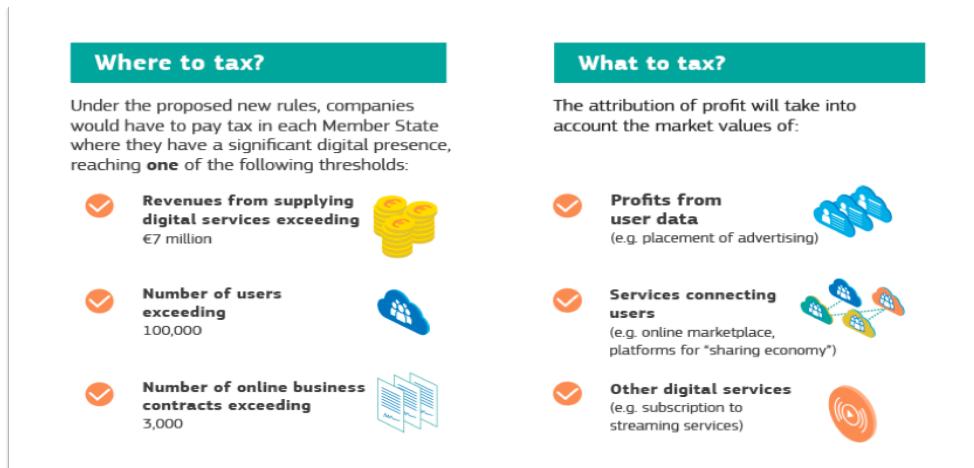 Where to tax?
Under the proposed new rules, companies
would have to pay tax in each Member State
where they have a significant digital presence,
reaching one of the following thresholds:
Revenues from supplying
digital services exceeding
€7 million
Number of users
exceeding
100,000
Number of online business
contracts exceeding
3,000
What to tax?
The attribution of profit will take into
account the market values of:
Profits from
user data
(e.g. placement of advertising)
Services connecting
users
(e.g. online marketplace,
platforms for “sharing economy”)
Other digital services
(e.g. subscription to
streaming services)